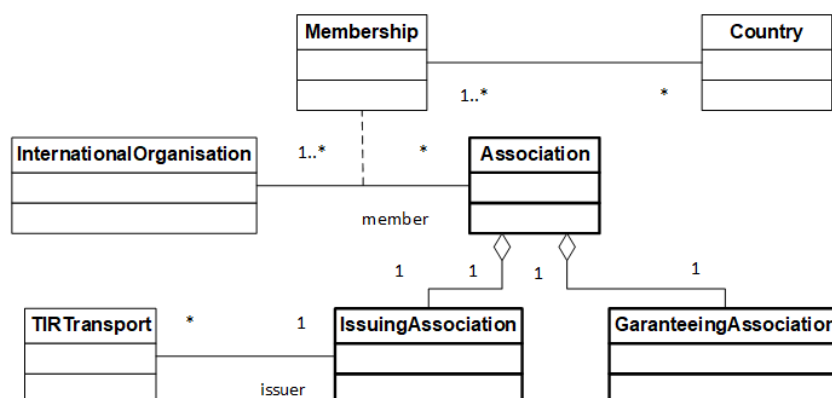 Membership
Country
1..*
*
InternationalOrganisation
1..*
*
Association
member
1
1
1
1
TIRTransport
*
1
IssuingAssociation
GaranteeingAssociation
issuer